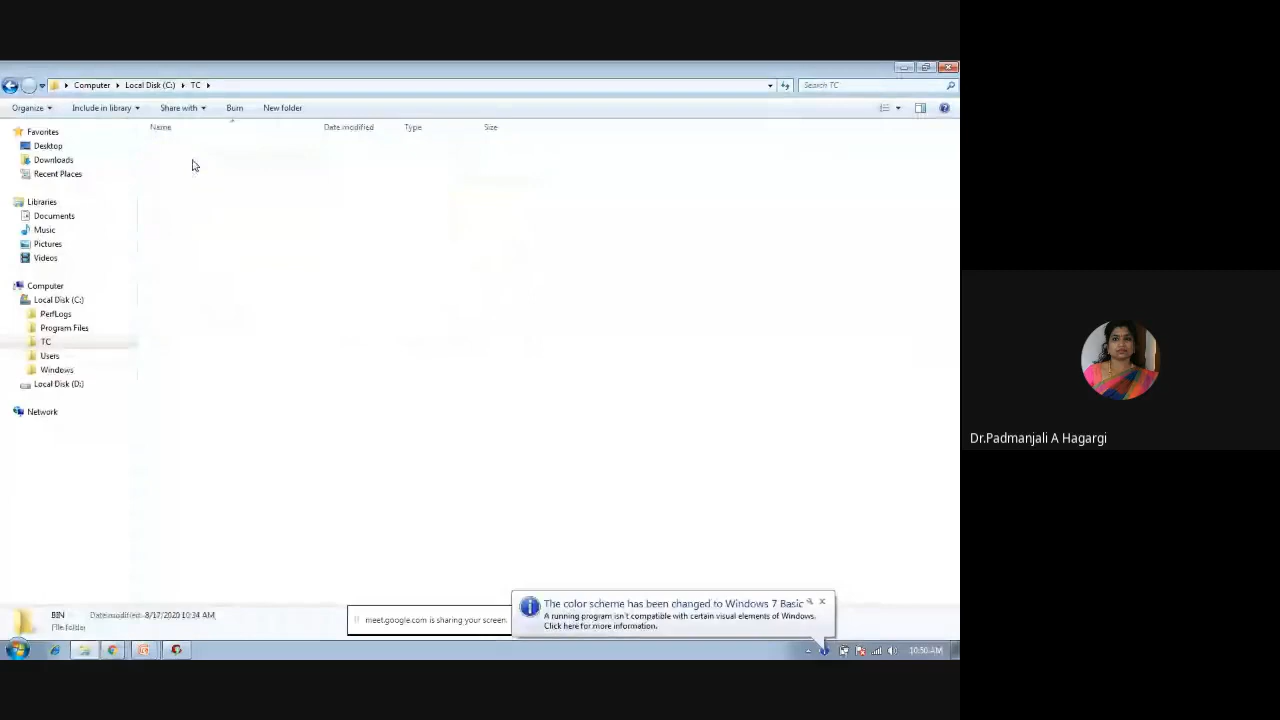 Computer Local Disk (C:) TC
Search TC
Organize Include in library Share with Burn New folder
Name Date modified Type Size
Favorites
Desktop
Downloads
Recent Places
Libraries
Documents
Music
Pictures
Videos
Computer
Local Disk (C:)
PerfLogs
Program Files
TC
Users
Windows
Local Disk (D:)
Network
Dr.Padmanjali A Hagargi
BIN Date modified: 8/17/2020 10:34 AM
File folder
meet.google.com is sharing your screen.
The color scheme has been changed to Windows 7 Basic
A running program isn't compatible with certain visual elements of Windows.
Click here for more information.
10:50 AM